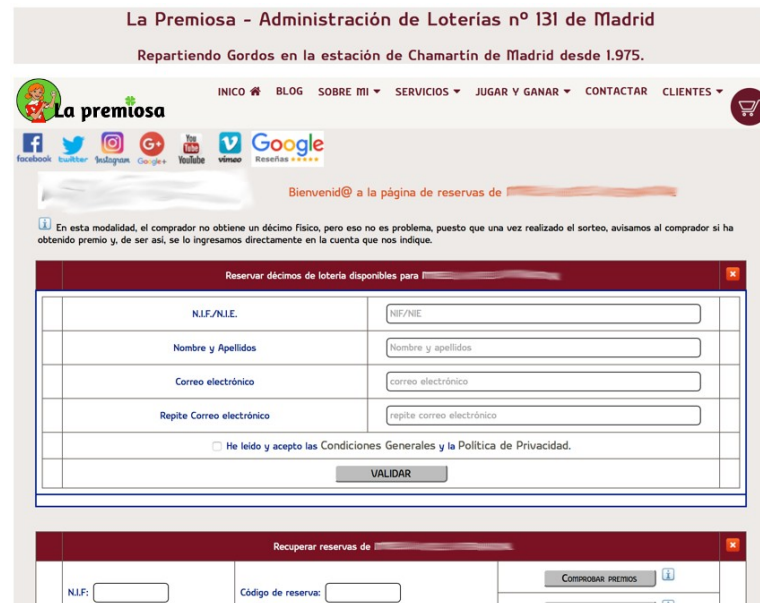 La Premiosa - Administración de Loterías nº 131 de Madrid
Repartiendo Gordos en la estación de Chamartín de Madrid desde 1.975.
La premiosa
INICO BLOG SOBRE MI SERVICIOS JUGAR Y GANAR CONTACTAR CLIENTES
facebook twitter Instagram Google+ YouTube vimeo Google
Reseñas
Bienvenid@ a la página de reservas de
En esta modalidad, el comprador no obtiene un décimo físico, pero eso no es problema, puesto que una vez realizado el sorteo, avisamos al comprador si ha
obtenido premio y, de ser así, se lo ingresamos directamente en la cuenta que nos indique.
Reservar décimos de lotería disponibles para
N.I.F./N.I.E. NIF/NIE
Nombre y Apellidos Nombre y apellidos
Correo electrónico correo electrónico
Repite Correo electrónico repite correo electrónico
He leído y acepto las Condiciones Generales y la Política de Privacidad.
VALIDAR
Recuperar reservas de
COMPROBAR PREMIOS
N.I.F: Código de reserva: